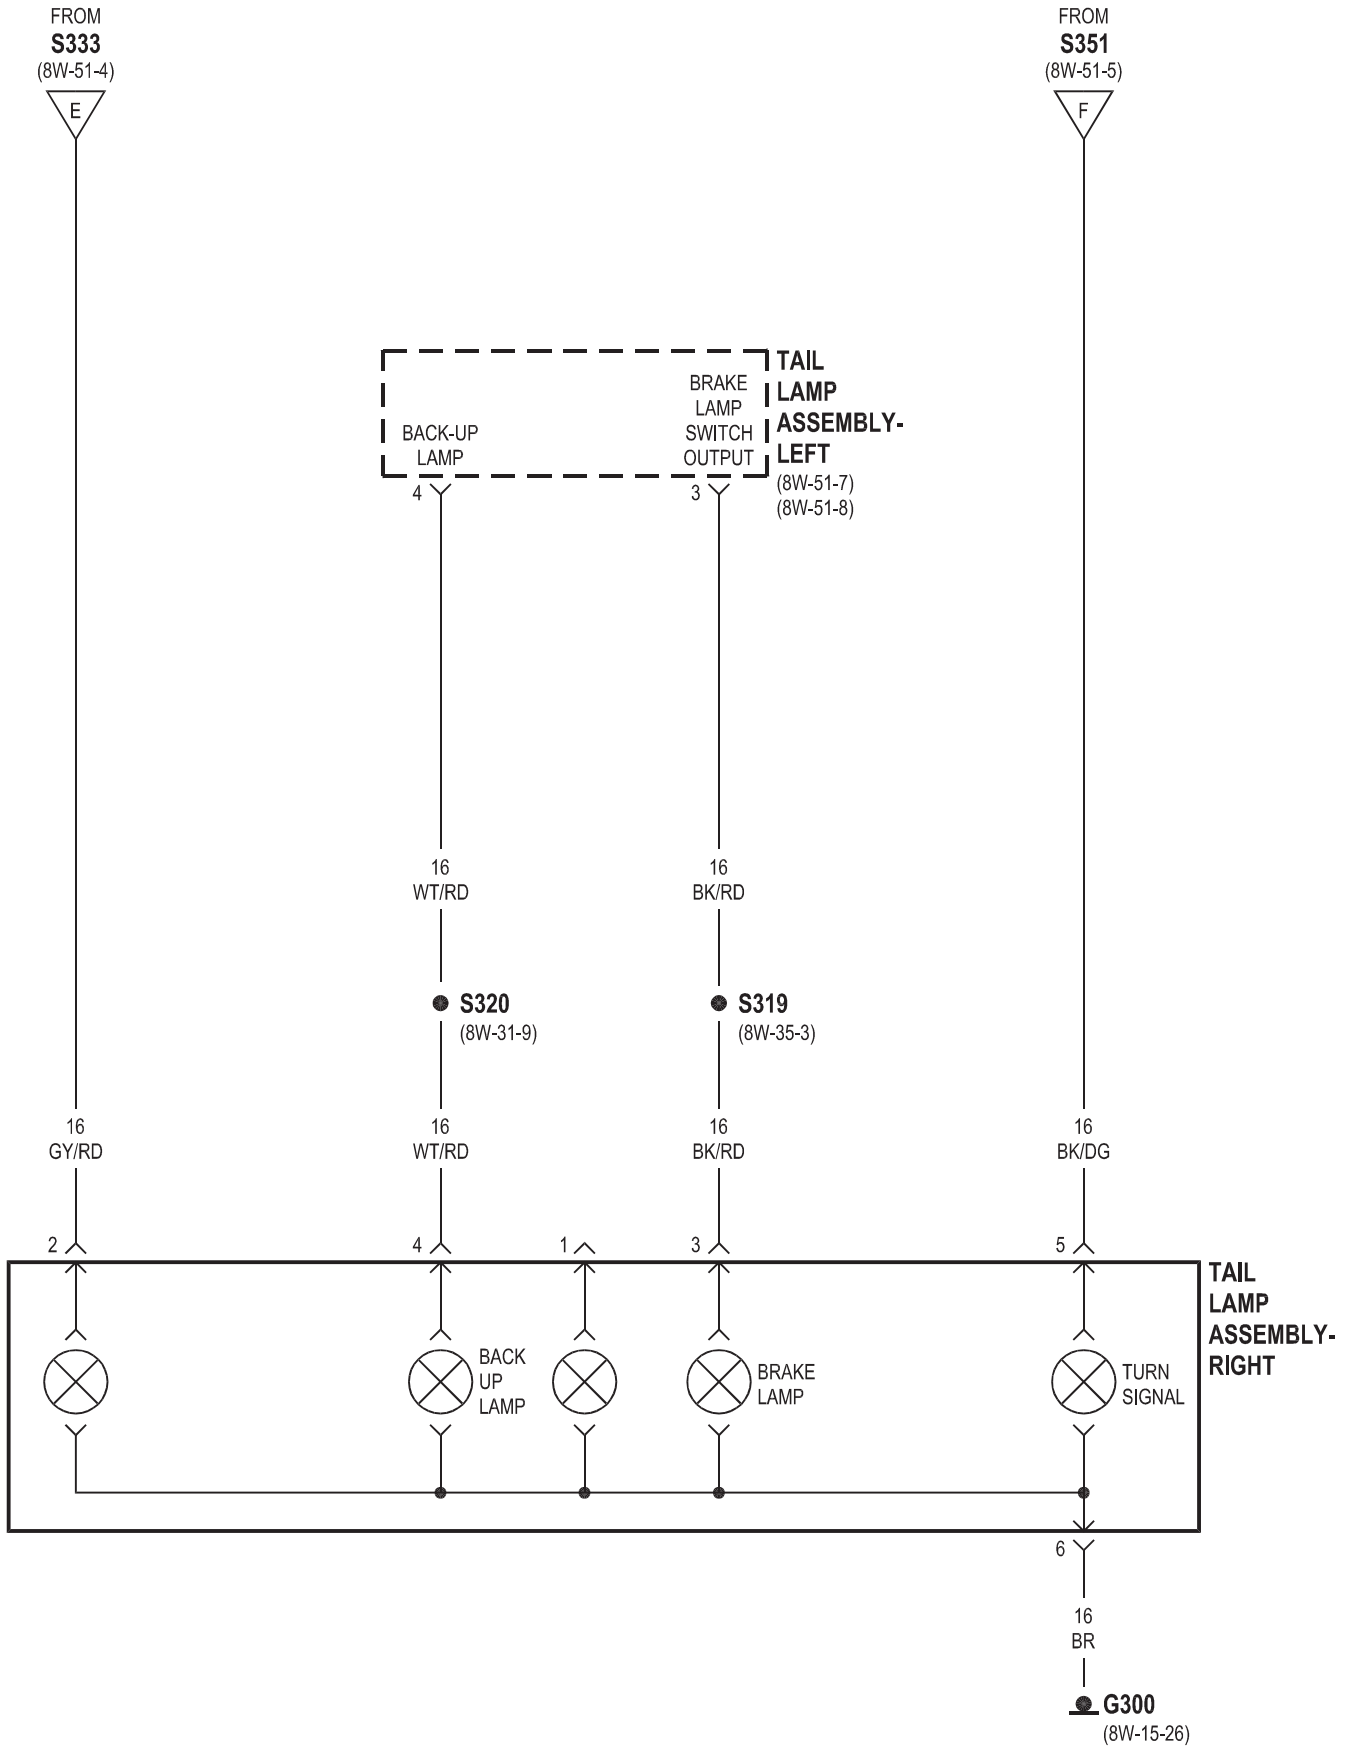 FROM
S333
(8W-51-4)
E
FROM
S351
(8W-51-5)
F
BACK-UP
LAMP
4
BRAKE
LAMP
SWITCH
OUTPUT
3
TAIL
LAMP
ASSEMBLY-
LEFT
(8W-51-7)
(8W-51-8)
16
WT/RD
16
BK/RD
S320
(8W-31-9)
S319
(8W-35-3)
16
GY/RD
16
WT/RD
16
BK/RD
16
BK/DG
2
4
1
3
5
TAIL
LAMP
ASSEMBLY-
RIGHT
BACK
UP
LAMP
BRAKE
LAMP
TURN
SIGNAL
6
16
BR
G300
(8W-15-26)